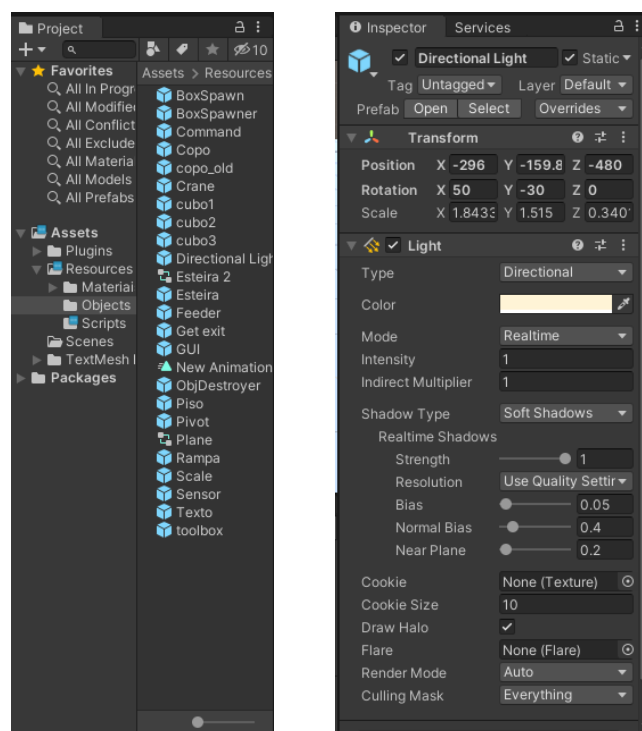 Project
10
Favorites
All In Progr
All Modified
All Conflict
All Exclude
All Materia
All Models
All Prefabs
Assets
Plugins
Resources
Materiai
Objects
Scripts
Scenes
TextMesh
Packages
Assets > Resources
BoxSpawn
BoxSpawner
Command
Copo
copo_old
Crane
cubo1
cubo2
cubo3
Directional Ligh
Esteira 2
Esteira
Feeder
Get exit
GUI
New Animation
ObjDestroyer
Piso
Pivot
Plane
Rampa
Scale
Sensor
Texto
toolbox
Inspector Services
Directional Light Static
Tag Untagged Layer Default
Prefab Open Select Overrides
Transform
Position X -296 Y -159.8 Z -480
Rotation X 50 Y -30 Z 0
Scale X 1.8433 Y 1.515 Z 0.340
Light
Type Directional
Color
Mode Realtime
Intensity 1
Indirect Multiplier 1
Shadow Type Soft Shadows
Realtime Shadows
Strength 1
Resolution Use Quality Settir
Bias 0.05
Normal Bias 0.4
Near Plane 0.2
Cookie None (Texture)
Cookie Size 10
Draw Halo
Flare None (Flare)
Render Mode Auto
Culling Mask Everything